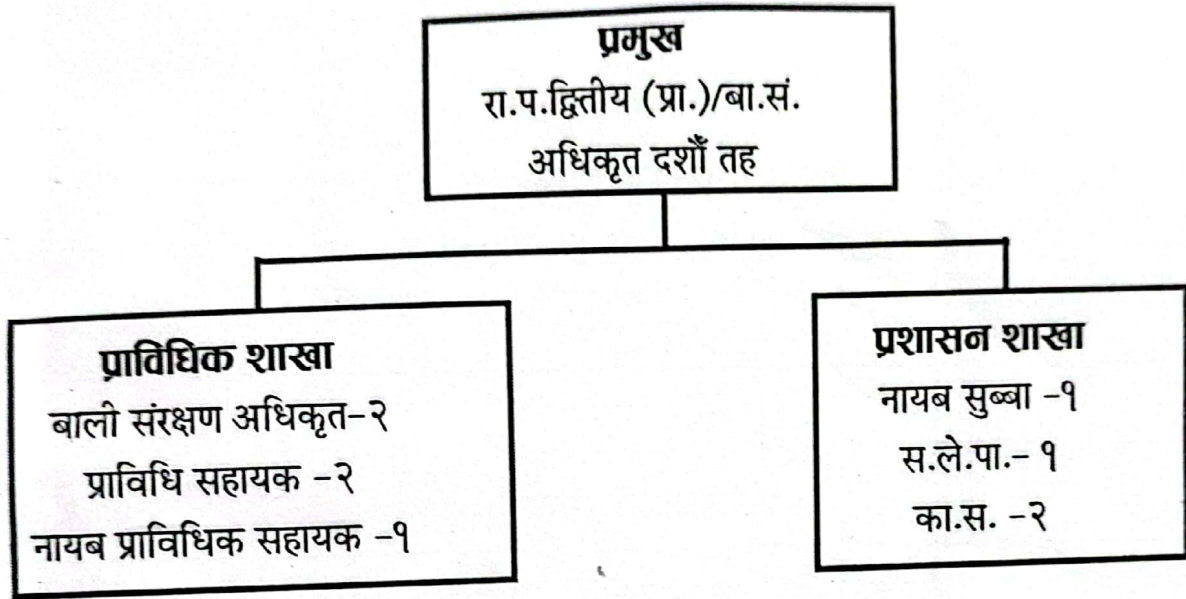 प्रमुख
रा.प.द्वितीय (प्रा.)/बा.सं.
अधिकृत दशौँ तह
प्राविधिक शाखा
बाली संरक्षण अधिकृत-२
प्राविधि सहायक -२
नायब प्राविधिक सहायक -१
प्रशासन शाखा
नायब सुब्बा -१
स.ले.पा.- १
का.स. -२